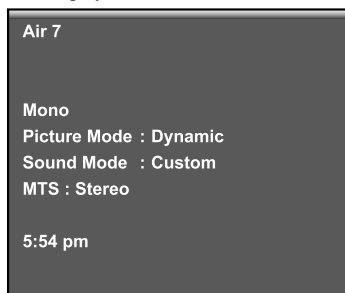 Air 7
Mono
Picture Mode : Dynamic
Sound Mode : Custom
MTS : Stereo
5:54 pm